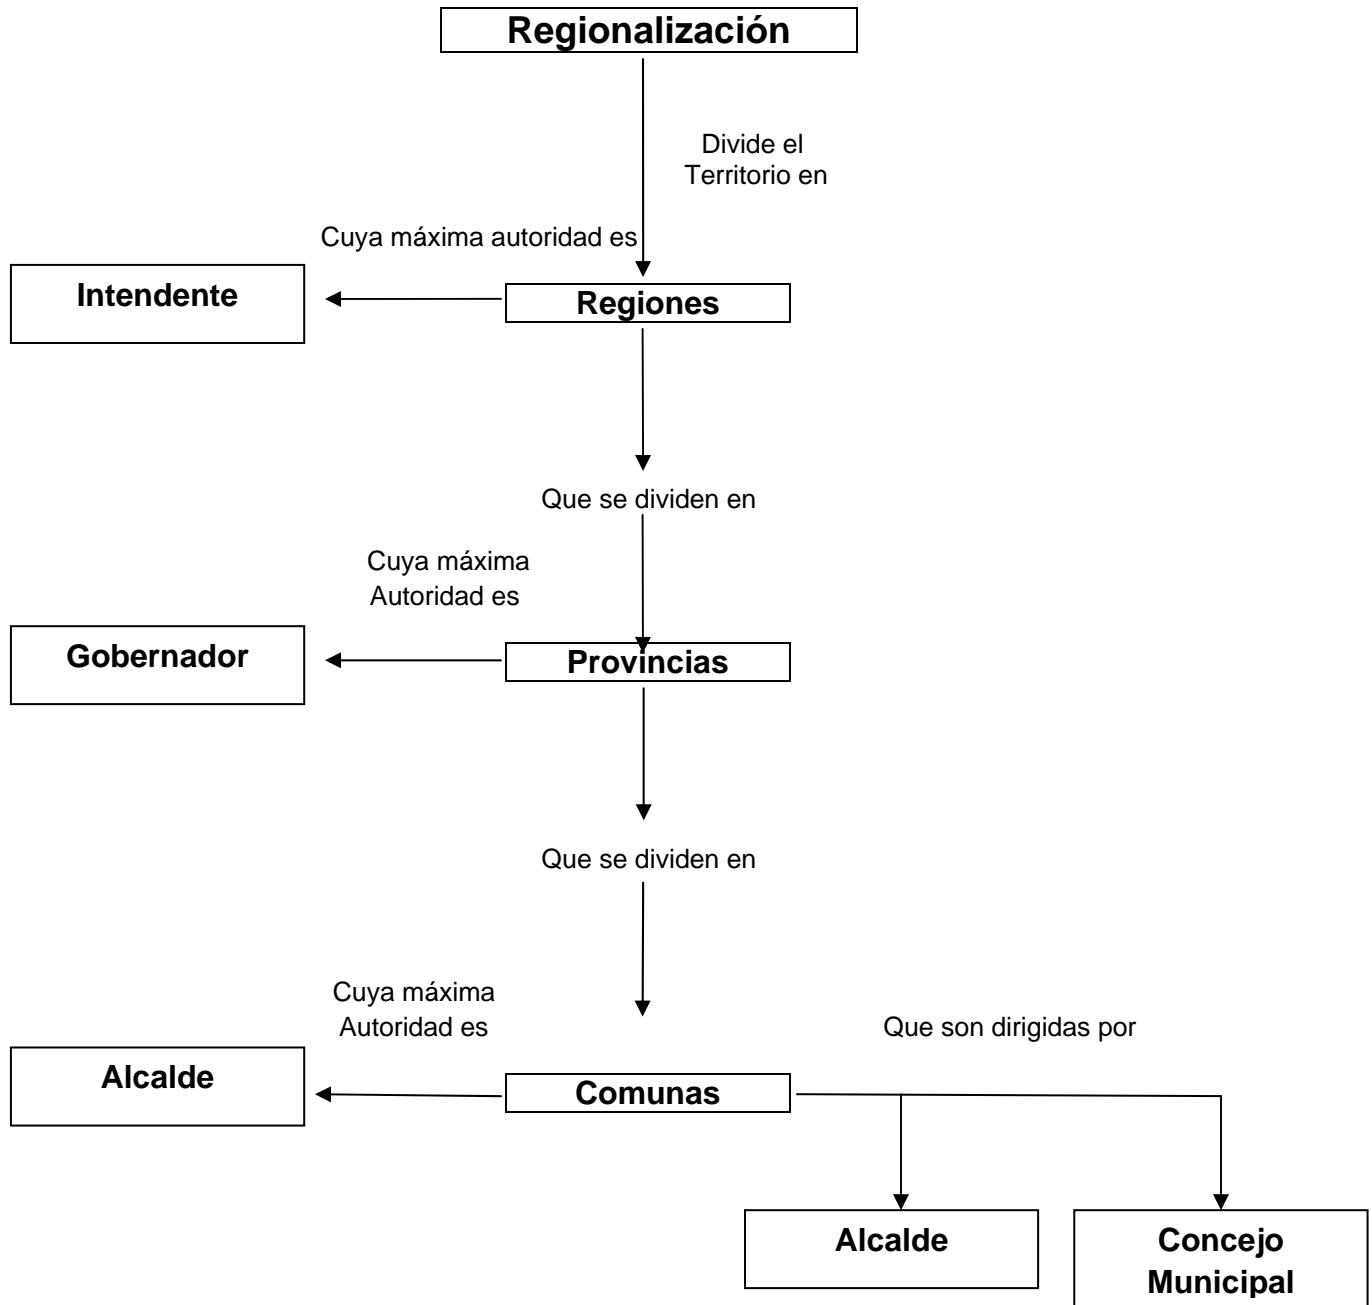 Regionalización
Divide el
Territorio en
Cuya máxima autoridad es
Intendente
Regiones
Que se dividen en
Cuya máxima
Autoridad es
Gobernador
Provincias
Que se dividen en
Cuya máxima
Autoridad es
Que son dirigidas por
Alcalde
Comunas
Alcalde
Concejo
Municipal